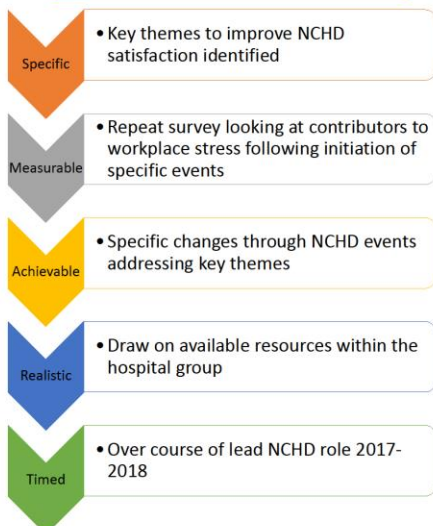 Specific
• Key themes to improve NCHD
satisfaction identified
Measurable
• Repeat survey looking at contributors to
workplace stress following initiation of
specific events
Achievable
• Specific changes through NCHD events
addressing key themes
Realistic
• Draw on available resources within the
hospital group
Timed
• Over course of lead NCHD role 2017-
2018